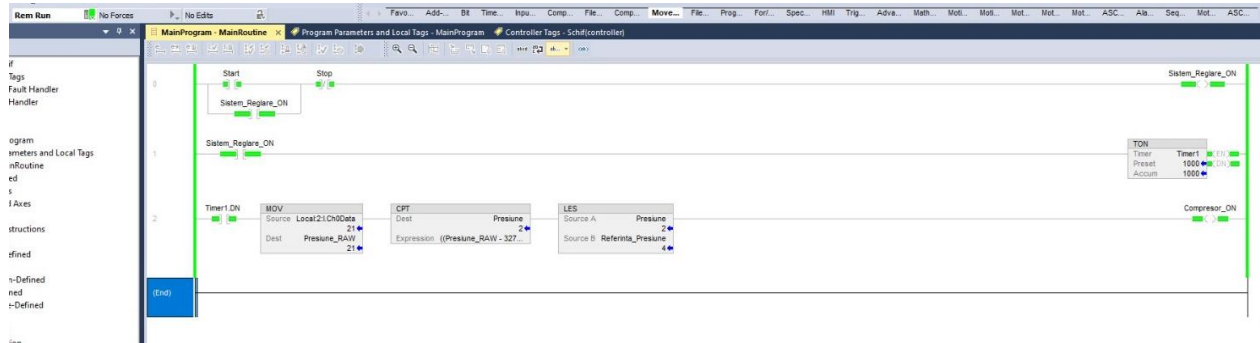 Rem Run No Forces No Edits
Favo... Add-... Bit Time... Inpu... Comp... File... Comp... Move... File... Prog... For/... Spec... HMI Trig... Adva... Math... Moti... Moti... Mot... Mot... Mot... ASC... Ala... Seq... Mot... ASC...
MainProgram - MainRoutine × Program Parameters and Local Tags - MainProgram Controller Tags - Schif(controller)
if
Tags
Fault Handler
Handler
ogram
ameters and Local Tags
nRoutine
ed
s
l Axes
structions
efined
n-Defined
ned
e-Defined
0
Start
Stop
Sistem_Reglare_ON
Sistem_Reglare_ON
1
Sistem_Reglare_ON
TON
Timer Timer1
Preset 1000
Accum 1000
EN
DN
2
Timer1.DN
MOV
Source Local:2:I.Ch0Data
21
Dest Presiune_RAW
21
CPT
Dest Presiune
2
Expression ((Presiune_RAW - 327...
LES
Source A Presiune
2
Source B Referinta_Presiune
4
Compresor_ON
(End)